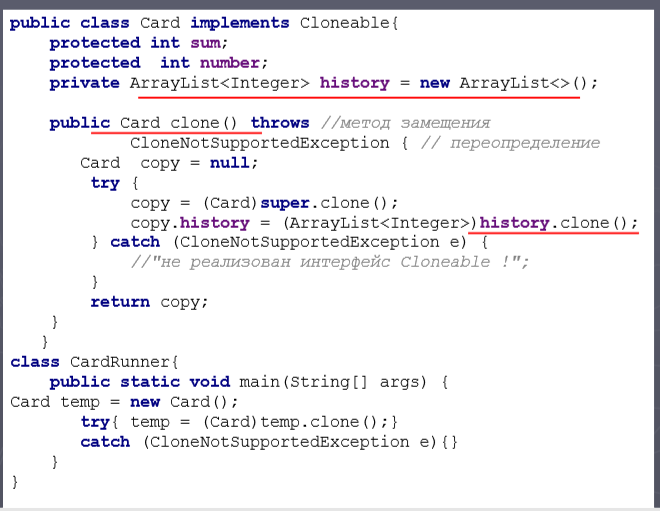 public class Card implements Cloneable{
protected int sum;
protected int number;
private ArrayList<Integer> history = new ArrayList<>();
public Card clone() throws //метод замещения
CloneNotSupportedException { // переопределение
Card copy = null;
try {
copy = (Card)super.clone();
copy.history = (ArrayList<Integer>)history.clone();
} catch (CloneNotSupportedException e) {
//"не реализован интерфейс Cloneable !";
}
return copy;
}
}
class CardRunner{
public static void main(String[] args) {
Card temp = new Card();
try{ temp = (Card)temp.clone();}
catch (CloneNotSupportedException e){}
}
}